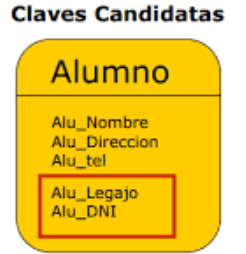 Claves Candidatas
Alumno
Alu_Nombre
Alu_Direccion
Alu_tel
Alu_Legajo
Alu_DNI